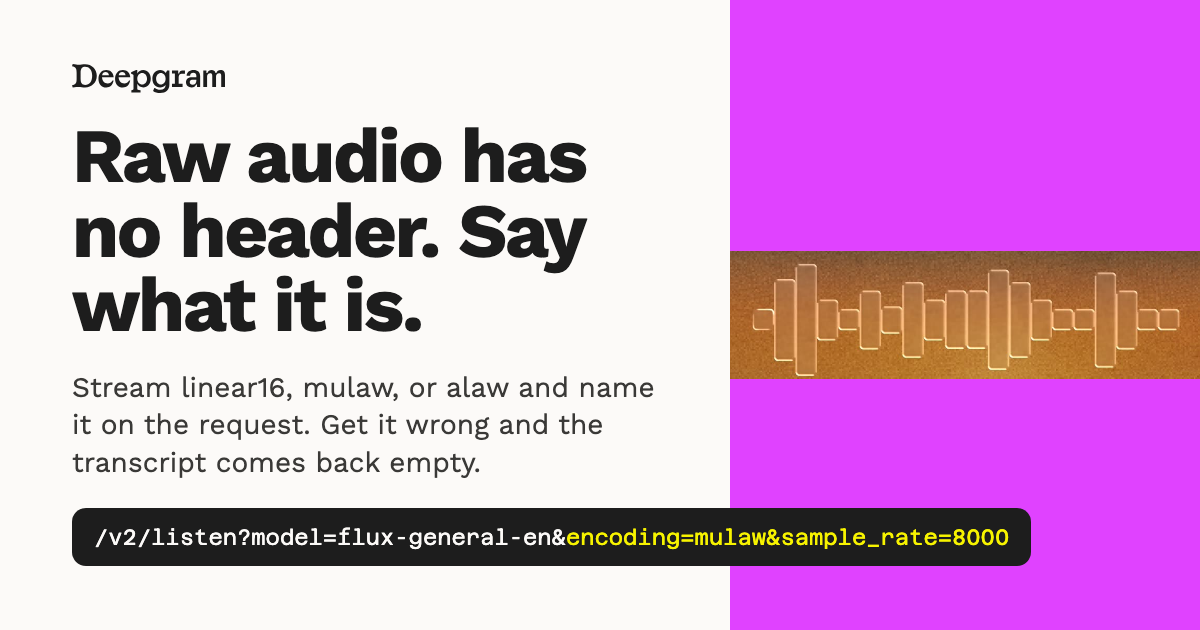 Deepgram
Raw audio has
no header. Say
what it is.
Stream linear16, mulaw, or alaw and name
it on the request. Get it wrong and the
transcript comes back empty.
/v2/listen?model=flux-general-en&encoding=mulaw&sample_rate=8000